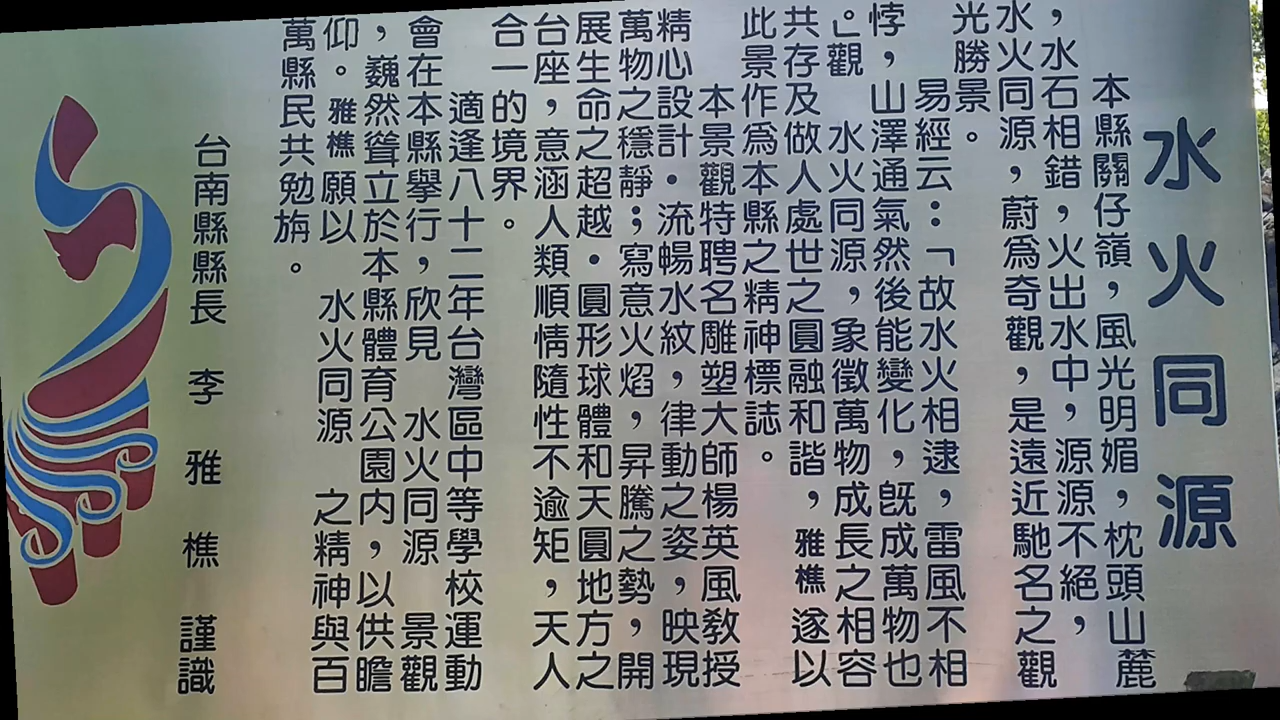 水火同源
本縣關仔嶺，風光明媚，枕頭山麓
，水石相錯，火出水中，源源不絕，
水火同源，蔚為奇觀，是遠近馳名之觀
光勝景。
易經云：「故水火相逮，雷風不相
悖，山澤通氣然後能變化，既成萬物也
」觀　水火同源，象徵萬物成長之相容
共存及做人處世之圓融和諧，雅樵遂以
此景作為本縣之精神標誌。
本景觀特聘名雕塑大師楊英風教授
精心設計．流暢水紋，律動之姿，映現
萬物之穩靜；寫意火焰，昇騰之勢，開
展生命之超越．圓形球體和天圓地方之
台座，意涵人類順情隨性不逾矩，天人
合一的境界。
適逢八十二年台灣區中等學校運動
會在本縣舉行，欣見　水火同源　景觀
，巍然聳立於本縣體育公園內，以供瞻
仰。雅樵願以　水火同源　之精神與百
萬縣民共勉旃。
台南縣縣長　李　雅　樵　謹識